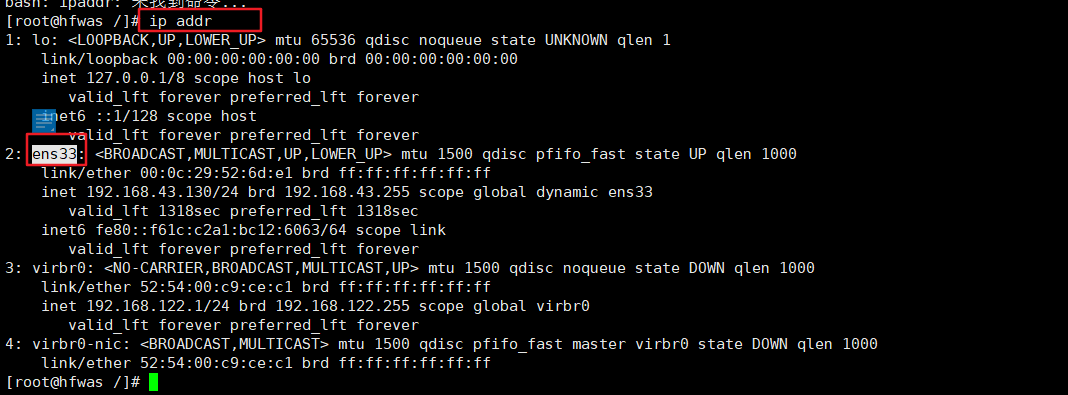 bash: ipaddr: 未找到命令...
[root@hfwas /]# ip addr
1: lo: <LOOPBACK,UP,LOWER_UP> mtu 65536 qdisc noqueue state UNKNOWN qlen 1
link/loopback 00:00:00:00:00:00 brd 00:00:00:00:00:00
inet 127.0.0.1/8 scope host lo
valid_lft forever preferred_lft forever
inet6 ::1/128 scope host
valid_lft forever preferred_lft forever
2: ens33: <BROADCAST,MULTICAST,UP,LOWER_UP> mtu 1500 qdisc pfifo_fast state UP qlen 1000
link/ether 00:0c:29:52:6d:e1 brd ff:ff:ff:ff:ff:ff
inet 192.168.43.130/24 brd 192.168.43.255 scope global dynamic ens33
valid_lft 1318sec preferred_lft 1318sec
inet6 fe80::f61c:c2a1:bc12:6063/64 scope link
valid_lft forever preferred_lft forever
3: virbr0: <NO-CARRIER,BROADCAST,MULTICAST,UP> mtu 1500 qdisc noqueue state DOWN qlen 1000
link/ether 52:54:00:c9:ce:c1 brd ff:ff:ff:ff:ff:ff
inet 192.168.122.1/24 brd 192.168.122.255 scope global virbr0
valid_lft forever preferred_lft forever
4: virbr0-nic: <BROADCAST,MULTICAST> mtu 1500 qdisc pfifo_fast master virbr0 state DOWN qlen 1000
link/ether 52:54:00:c9:ce:c1 brd ff:ff:ff:ff:ff:ff
[root@hfwas /]#